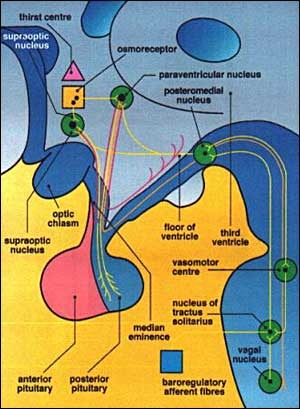 thirst centre
supraoptic
nucleus
osmoreceptor
paraventricular nucleus
posteromedial
nucleus
optic
chiasm
floor of
ventricle
third
ventricle
supraoptic
nucleus
vasomotor
centre
nucleus of
tractus
solitarius
median
eminence
vagal
nucleus
anterior
pituitary
posterior
pituitary
baroregulatory
afferent fibres